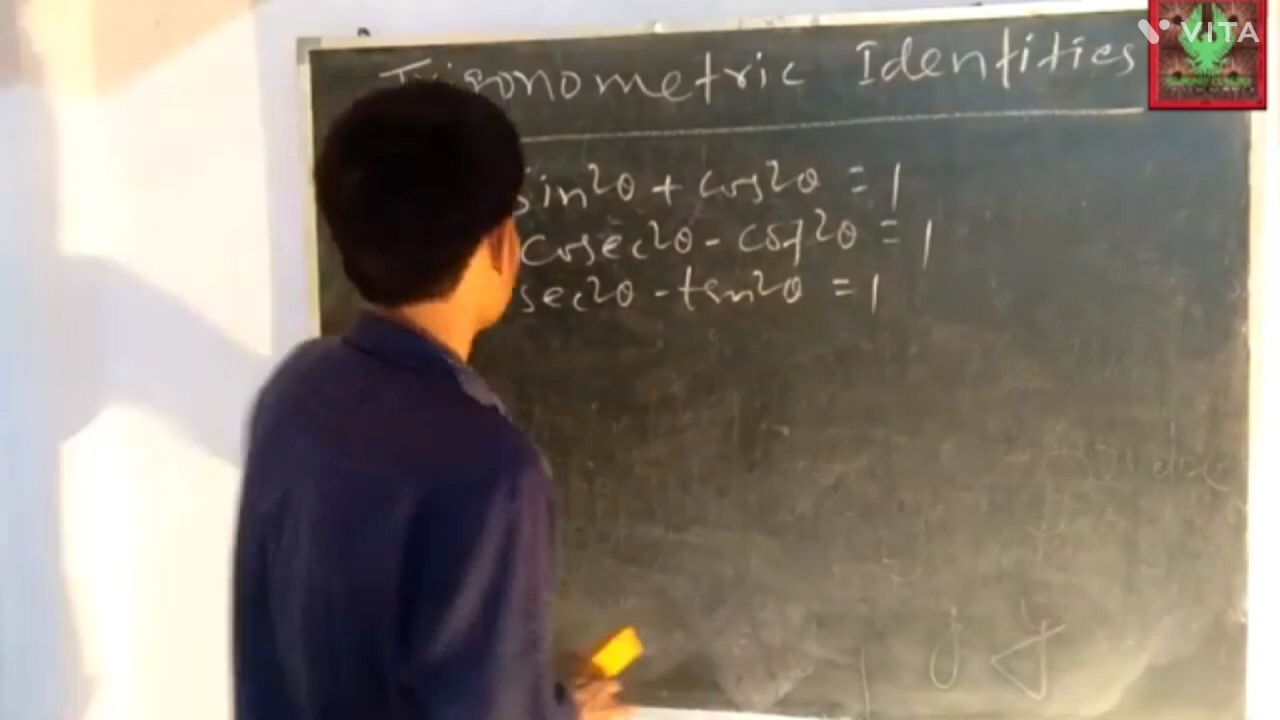 VITA
Trigonometric Identities
sin²θ + cos²θ = 1
cosec²θ - cot²θ = 1
sec²θ - tan²θ = 1